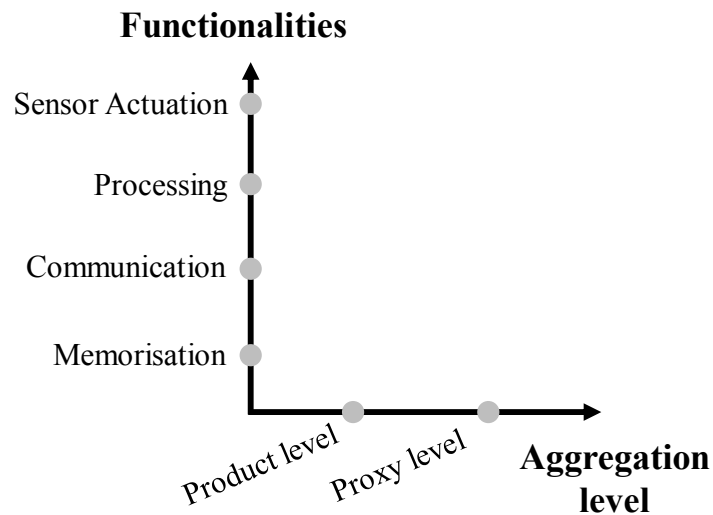 Functionalities
Sensor Actuation
Processing
Communication
Memorisation
Product level
Proxy level
Aggregation
level